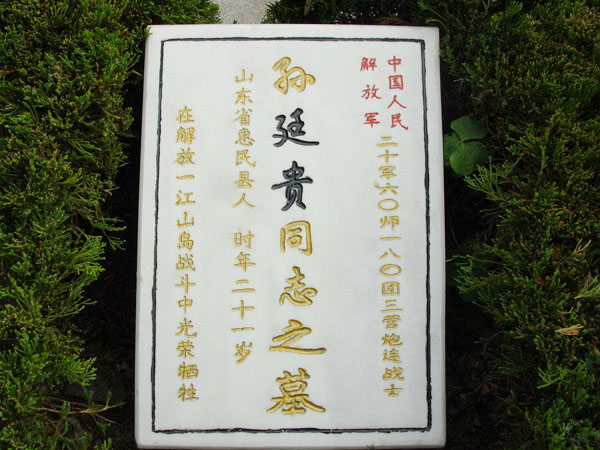 中国人民
解放军
二十军六〇师一八〇团三营炮连战士
孙廷贵同志之墓
山东省惠民县人 时年二十一岁
在解放一江山岛战斗中光荣牺牲